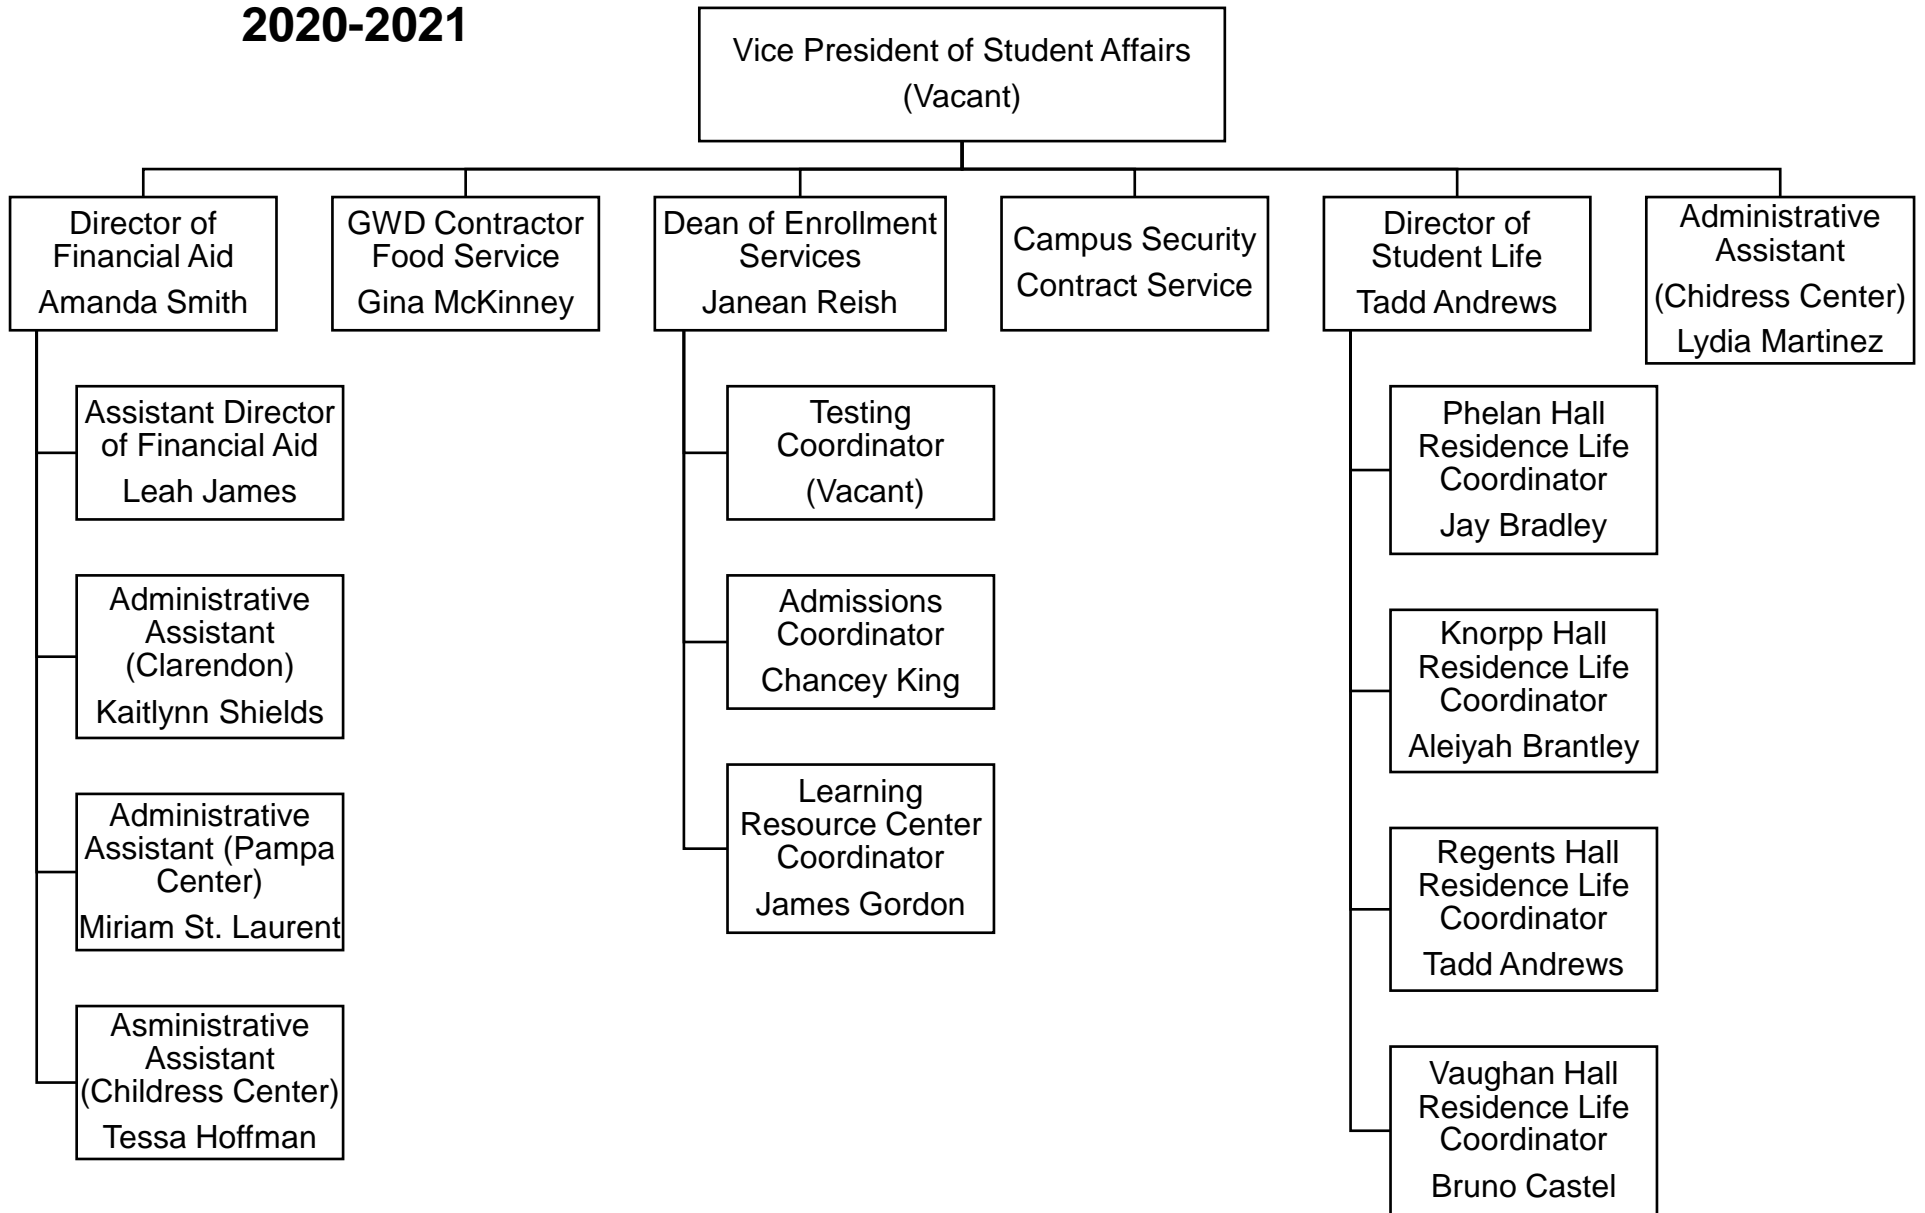 2020-2021
Vice President of Student Affairs
(Vacant)
Director of
Financial Aid
Amanda Smith
GWD Contractor
Food Service
Gina McKinney
Dean of Enrollment
Services
Janean Reish
Campus Security
Contract Service
Director of
Student Life
Tadd Andrews
Administrative
Assistant
(Chidress Center)
Lydia Martinez
Assistant Director
of Financial Aid
Leah James
Administrative
Assistant
(Clarendon)
Kaitlynn Shields
Administrative
Assistant (Pampa
Center)
Miriam St. Laurent
Asministrative
Assistant
(Childress Center)
Tessa Hoffman
Testing
Coordinator
(Vacant)
Admissions
Coordinator
Chancey King
Learning
Resource Center
Coordinator
James Gordon
Phelan Hall
Residence Life
Coordinator
Jay Bradley
Knorpp Hall
Residence Life
Coordinator
Aleiyah Brantley
Regents Hall
Residence Life
Coordinator
Tadd Andrews
Vaughan Hall
Residence Life
Coordinator
Bruno Castel